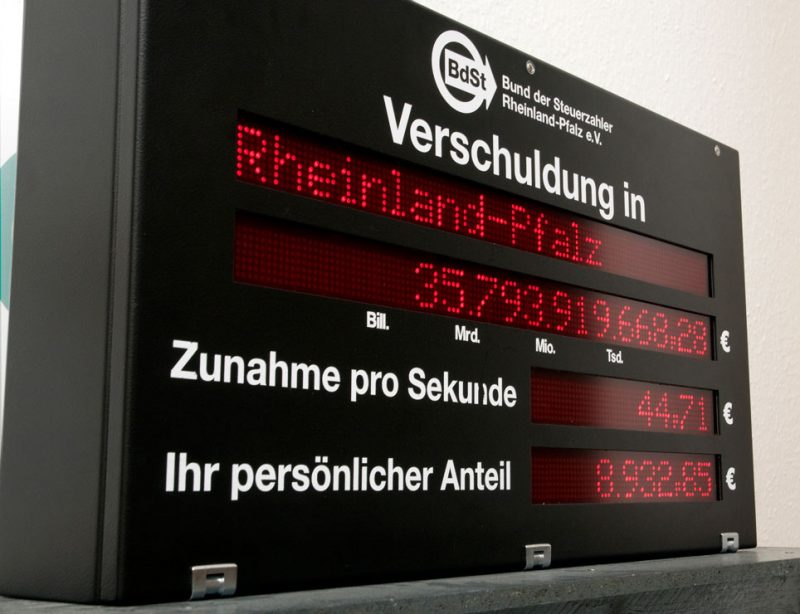 BdSt
Bund der Steuerzahler
Rheinland-Pfalz e.V.
Verschuldung in
Rheinland-Pfalz
35.793.919.668,28 €
Bill. Mrd. Mio. Tsd.
Zunahme pro Sekunde 44,71 €
Ihr persönlicher Anteil 8.932,65 €